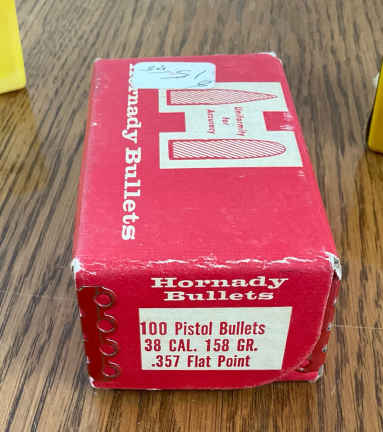 Hornady Bullets
Uniformity
for
Accuracy
Hornady
Bullets
100 Pistol Bullets
38 CAL. 158 GR.
.357 Flat Point